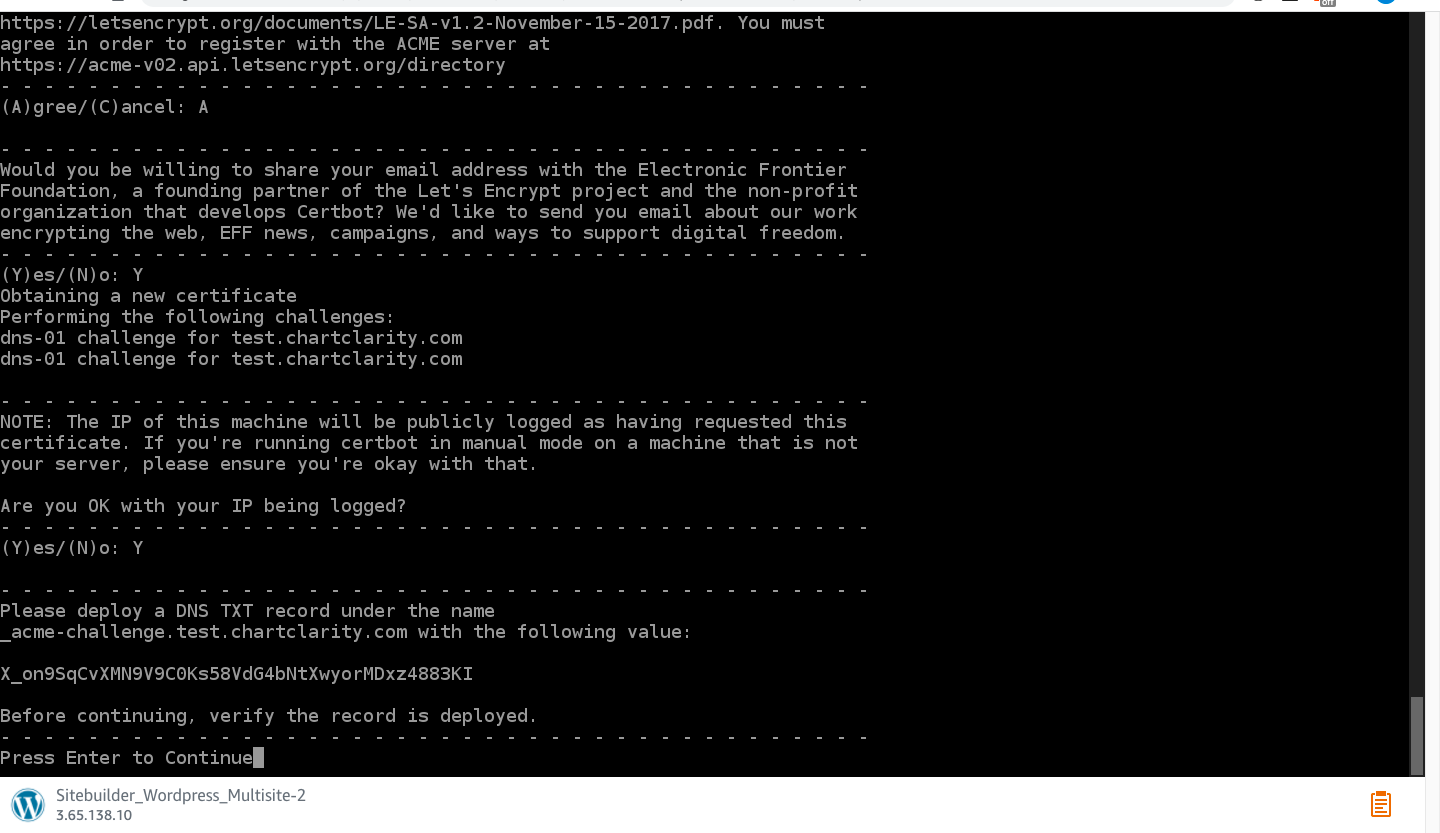 https://letsencrypt.org/documents/LE-SA-v1.2-November-15-2017.pdf. You must
agree in order to register with the ACME server at
https://acme-v02.api.letsencrypt.org/directory
- - - - - - - - - - - - - - - - - - - - - - - - - - - - - - - - - - - - - - - -
(A)gree/(C)ancel: A
- - - - - - - - - - - - - - - - - - - - - - - - - - - - - - - - - - - - - - - -
Would you be willing to share your email address with the Electronic Frontier
Foundation, a founding partner of the Let's Encrypt project and the non-profit
organization that develops Certbot? We'd like to send you email about our work
encrypting the web, EFF news, campaigns, and ways to support digital freedom.
- - - - - - - - - - - - - - - - - - - - - - - - - - - - - - - - - - - - - - - -
(Y)es/(N)o: Y
Obtaining a new certificate
Performing the following challenges:
dns-01 challenge for test.chartclarity.com
dns-01 challenge for test.chartclarity.com
- - - - - - - - - - - - - - - - - - - - - - - - - - - - - - - - - - - - - - - -
NOTE: The IP of this machine will be publicly logged as having requested this
certificate. If you're running certbot in manual mode on a machine that is not
your server, please ensure you're okay with that.
Are you OK with your IP being logged?
- - - - - - - - - - - - - - - - - - - - - - - - - - - - - - - - - - - - - - - -
(Y)es/(N)o: Y
- - - - - - - - - - - - - - - - - - - - - - - - - - - - - - - - - - - - - - - -
Please deploy a DNS TXT record under the name
_acme-challenge.test.chartclarity.com with the following value:
X_on9SqCvXMN9V9C0Ks58VdG4bNtXwyorMDxz4883KI
Before continuing, verify the record is deployed.
- - - - - - - - - - - - - - - - - - - - - - - - - - - - - - - - - - - - - - - -
Press Enter to Continue
Sitebuilder_Wordpress_Multisite-2
3.65.138.10